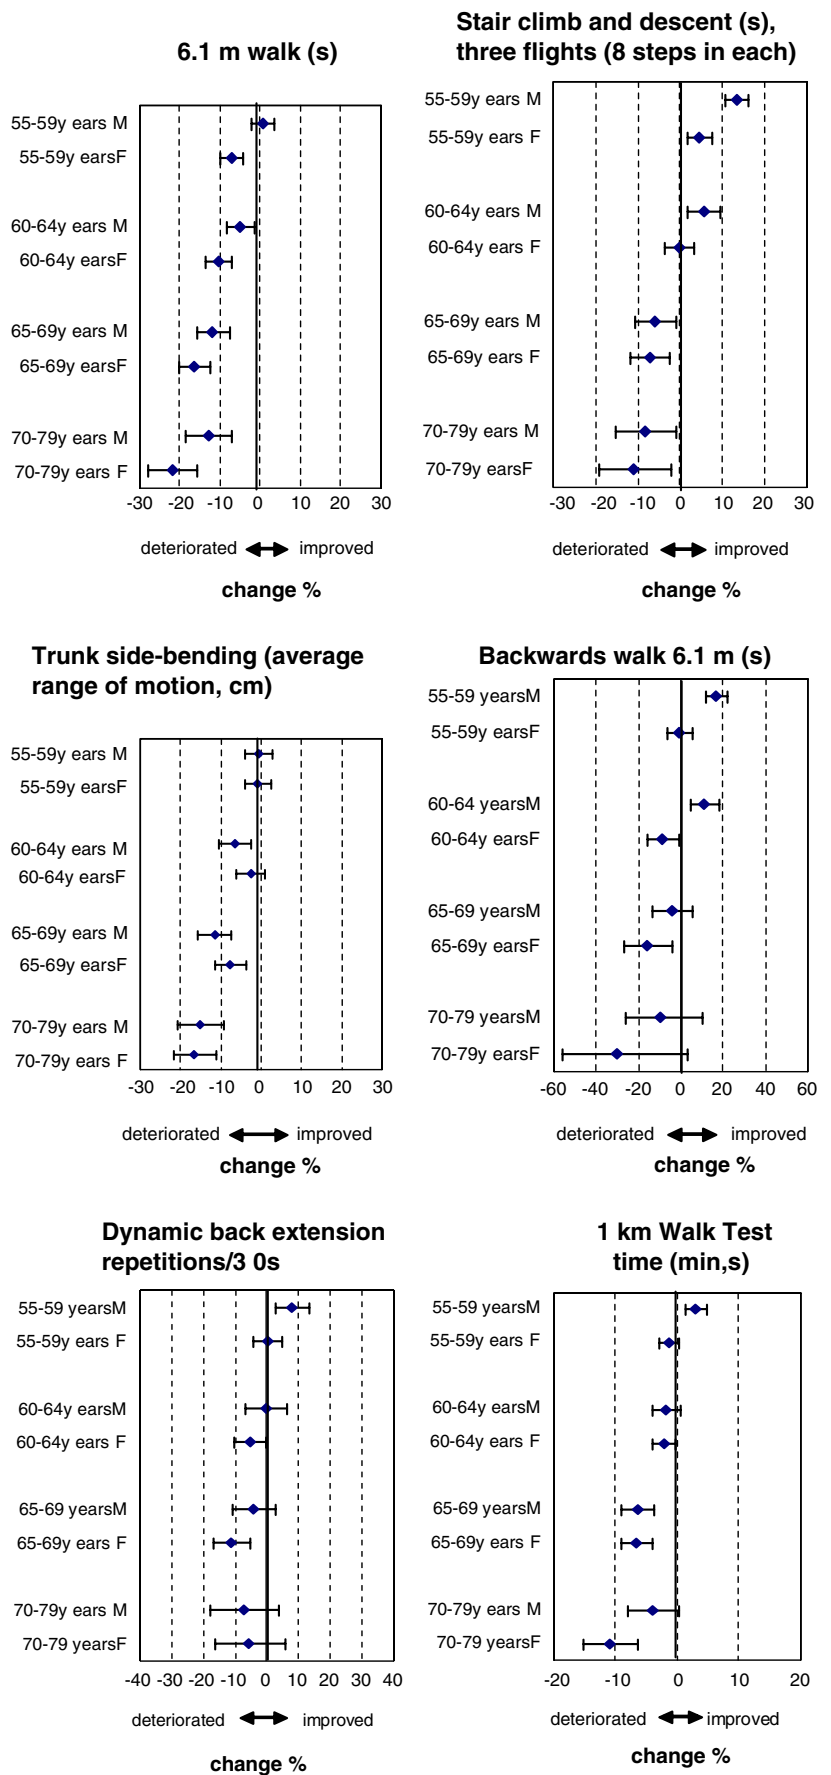 6.1 m walk (s)
55-59y ears M
55-59y earsF
60-64y ears M
60-64y earsF
65-69y ears M
65-69y earsF
70-79y ears M
70-79y ears F
-30 -20 -10 0 10 20 30
deteriorated improved
change %
Stair climb and descent (s),
three flights (8 steps in each)
55-59y ears M
55-59y ears F
60-64y ears M
60-64y ears F
65-69y ears M
65-69y ears F
70-79y ears M
70-79y earsF
-30 -20 -10 0 10 20 30
deteriorated improved
change %
Trunk side-bending (average
range of motion, cm)
55-59y ears M
55-59y earsF
60-64y ears M
60-64y earsF
65-69y ears M
65-69y earsF
70-79y ears M
70-79y ears F
-30 -20 -10 0 10 20 30
deteriorated improved
change %
Backwards walk 6.1 m (s)
55-59 yearsM
55-59y earsF
60-64 yearsM
60-64y earsF
65-69 yearsM
65-69y earsF
70-79 yearsM
70-79y earsF
-60 -40 -20 0 20 40 60
deteriorated improved
change %
Dynamic back extension
repetitions/3 0s
55-59 yearsM
55-59y ears F
60-64y earsM
60-64y ears F
65-69 yearsM
65-69y ears F
70-79y ears M
70-79 yearsF
-40 -30 -20 -10 0 10 20 30 40
deteriorated improved
change %
1 km Walk Test
time (min,s)
55-59 yearsM
55-59y ears F
60-64y earsM
60-64y ears F
65-69 yearsM
65-69y ears F
70-79y ears M
70-79 yearsF
-20 -10 0 10 20
deteriorated improved
change %